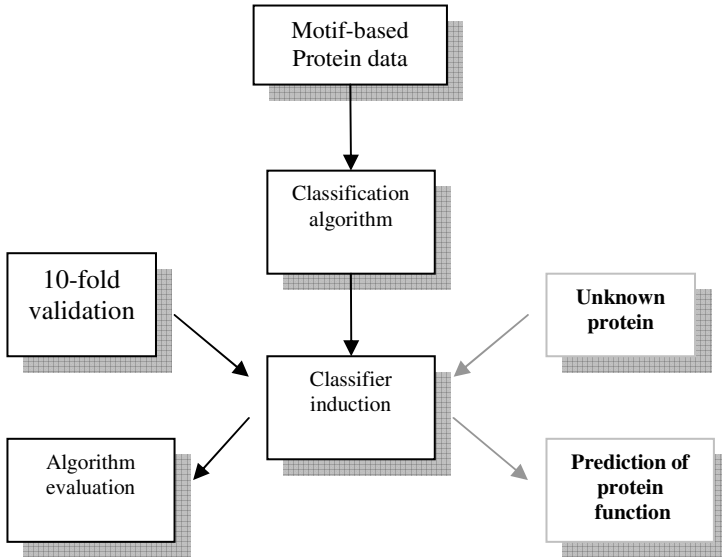 Motif-based
Protein data
Classification
algorithm
10-fold
validation
Unknown
protein
Classifier
induction
Algorithm
evaluation
Prediction of
protein
function